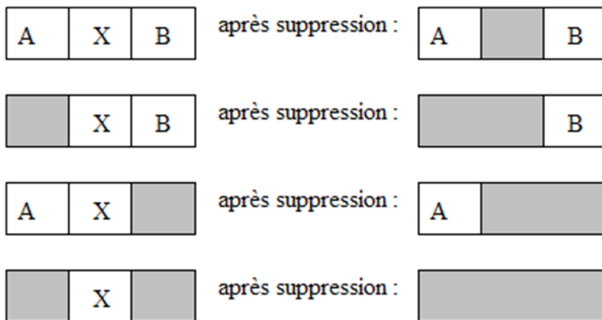 A X B après suppression : A B
X B après suppression : B
A X après suppression : A
X après suppression :